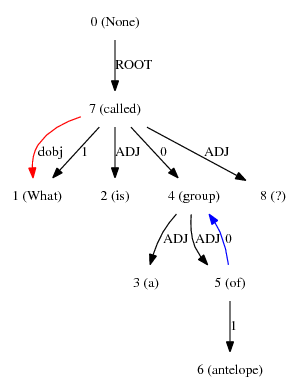 0 (None)
ROOT
7 (called)
dobj 1 ADJ 0 ADJ
1 (What) 2 (is) 4 (group) 8 (?)
ADJ ADJ 0
3 (a) 5 (of)
1
6 (antelope)